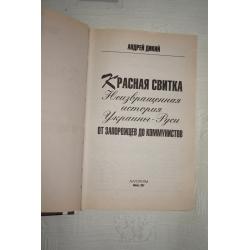 АНДРЕЙ ДИКИЙ
КРАСНАЯ СВИТКА
Неизвращенная
история
Украины-Руси
ОТ ЗАПОРОЖЦЕВ ДО КОММУНИСТОВ